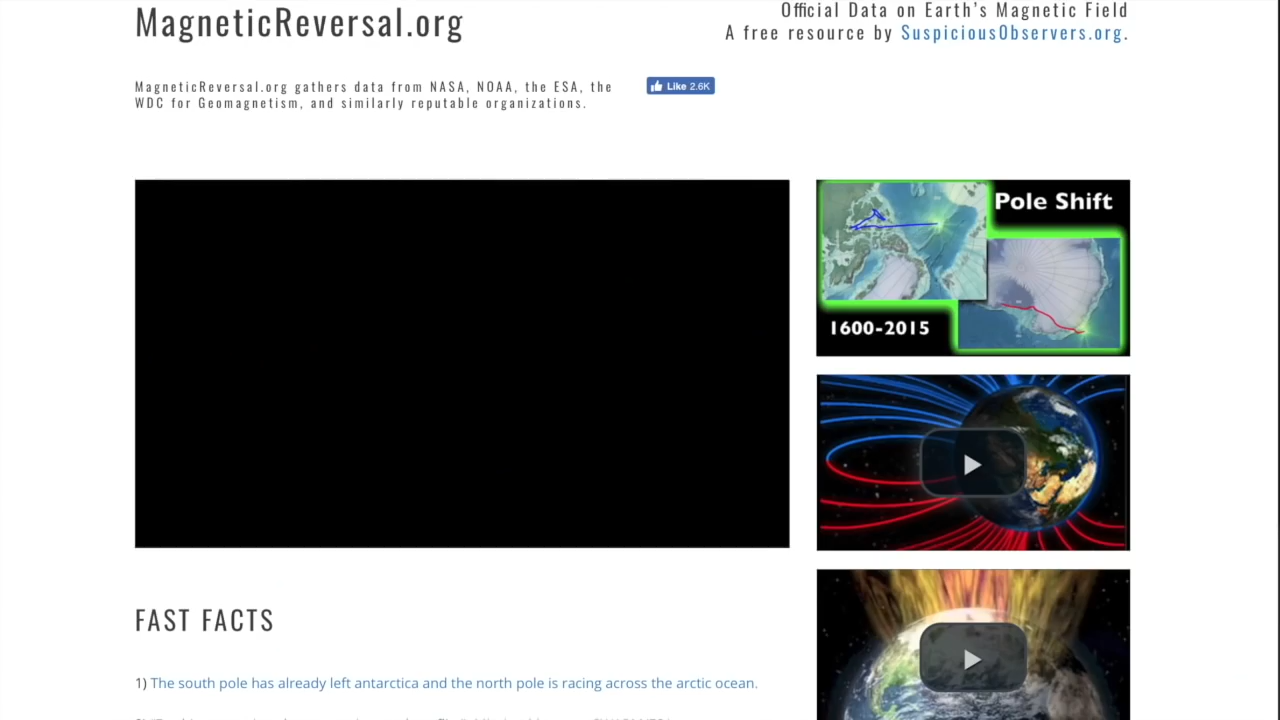 MagneticReversal.org
Official Data on Earth's Magnetic Field
A free resource by SuspiciousObservers.org.
MagneticReversal.org gathers data from NASA, NOAA, the ESA, the
WDC for Geomagnetism, and similarly reputable organizations.
Like 2.6K
Pole Shift
1600-2015
FAST FACTS
1) The south pole has already left antarctica and the north pole is racing across the arctic ocean.